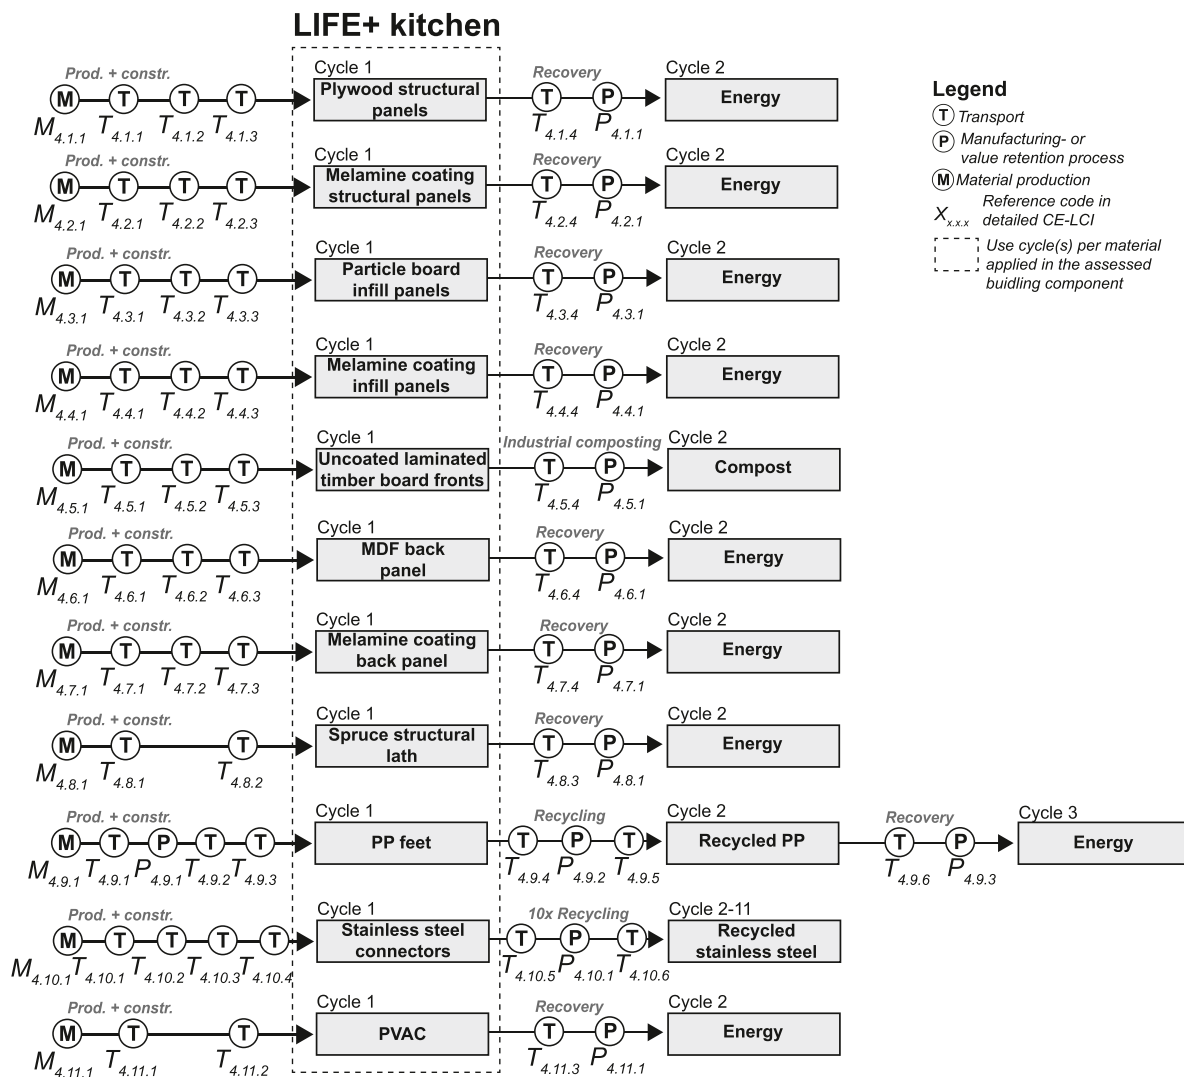 LIFE+ kitchen
Prod. + constr.
Cycle 1
Recovery
Cycle 2
M T T T
Plywood structural
panels
T P
Energy
M4.1.1 T4.1.1 T4.1.2 T4.1.3
T4.1.4 P4.1.1
Prod. + constr.
Cycle 1
Recovery
Cycle 2
M T T T
Melamine coating
structural panels
T P
Energy
M4.2.1 T4.2.1 T4.2.2 T4.2.3
T4.2.4 P4.2.1
Prod. + constr.
Cycle 1
Recovery
Cycle 2
M T T T
Particle board
infill panels
T P
Energy
M4.3.1 T4.3.1 T4.3.2 T4.3.3
T4.3.4 P4.3.1
Prod. + constr.
Cycle 1
Recovery
Cycle 2
M T T T
Melamine coating
infill panels
T P
Energy
M4.4.1 T4.4.1 T4.4.2 T4.4.3
T4.4.4 P4.4.1
Prod. + constr.
Cycle 1
Industrial composting
Cycle 2
M T T T
Uncoated laminated
timber board fronts
T P
Compost
M4.5.1 T4.5.1 T4.5.2 T4.5.3
T4.5.4 P4.5.1
Prod. + constr.
Cycle 1
Recovery
Cycle 2
M T T T
MDF back
panel
T P
Energy
M4.6.1 T4.6.1 T4.6.2 T4.6.3
T4.6.4 P4.6.1
Prod. + constr.
Cycle 1
Recovery
Cycle 2
M T T T
Melamine coating
back panel
T P
Energy
M4.7.1 T4.7.1 T4.7.2 T4.7.3
T4.7.4 P4.7.1
Prod. + constr.
Cycle 1
Recovery
Cycle 2
M T T
Spruce structural
lath
T P
Energy
M4.8.1 T4.8.1 T4.8.2
T4.8.3 P4.8.1
Prod. + constr.
Cycle 1
Recycling
Cycle 2
Recovery
Cycle 3
M T P T T
PP feet
T P T
Recycled PP
T P
Energy
M4.9.1 T4.9.1 P4.9.1 T4.9.2 T4.9.3
T4.9.4 P4.9.2 T4.9.5
T4.9.6 P4.9.3
Prod. + constr.
Cycle 1
10x Recycling
Cycle 2-11
M T T T T
Stainless steel
connectors
T P T
Recycled
stainless steel
M4.10.1 T4.10.1 T4.10.2 T4.10.3 T4.10.4
T4.10.5 P4.10.1 T4.10.6
Prod. + constr.
Cycle 1
Recovery
Cycle 2
M T T
PVAC
T P
Energy
M4.11.1 T4.11.1 T4.11.2
T4.11.3 P4.11.1
Legend
T Transport
P Manufacturing- or
value retention process
M Material production
Xx.x.x Reference code in
detailed CE-LCI
Use cycle(s) per material
applied in the assessed
buidling component